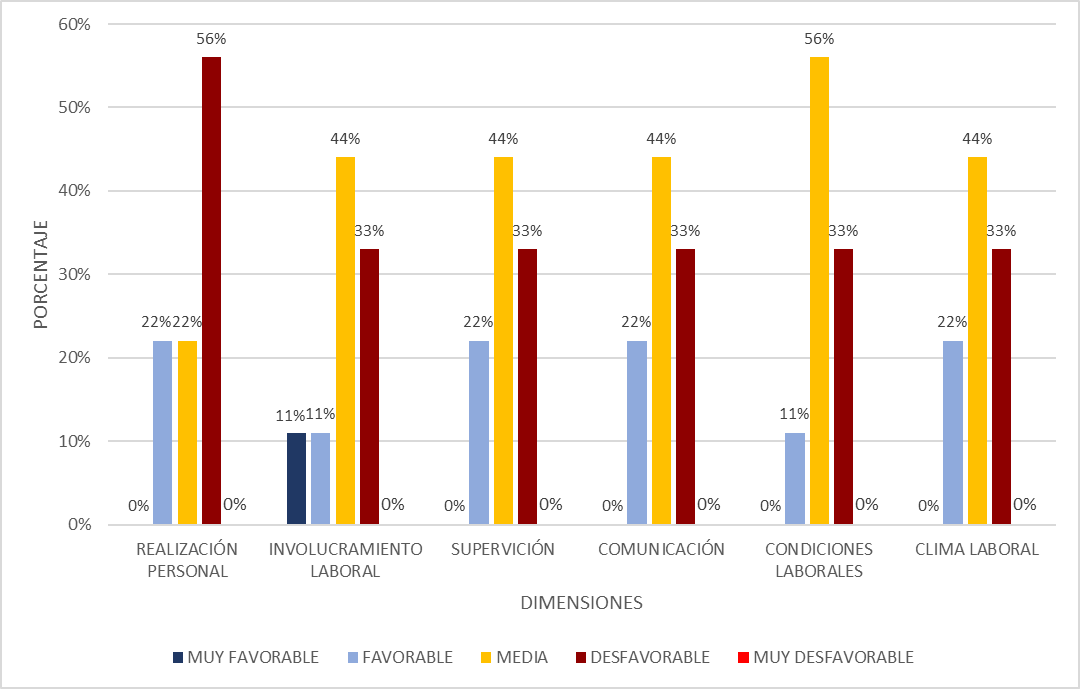 60%
50%
40%
30%
20%
10%
0%
PORCENTAJE
0% 22% 22% 56% 0%
11% 11% 44% 33% 0%
0% 22% 44% 33% 0%
0% 22% 44% 33% 0%
0% 11% 56% 33% 0%
0% 22% 44% 33% 0%
REALIZACIÓN
PERSONAL
INVOLUCRAMIENTO
LABORAL
SUPERVICIÓN
COMUNICACIÓN
CONDICIONES
LABORALES
CLIMA LABORAL
DIMENSIONES
MUY FAVORABLE FAVORABLE MEDIA DESFAVORABLE MUY DESFAVORABLE